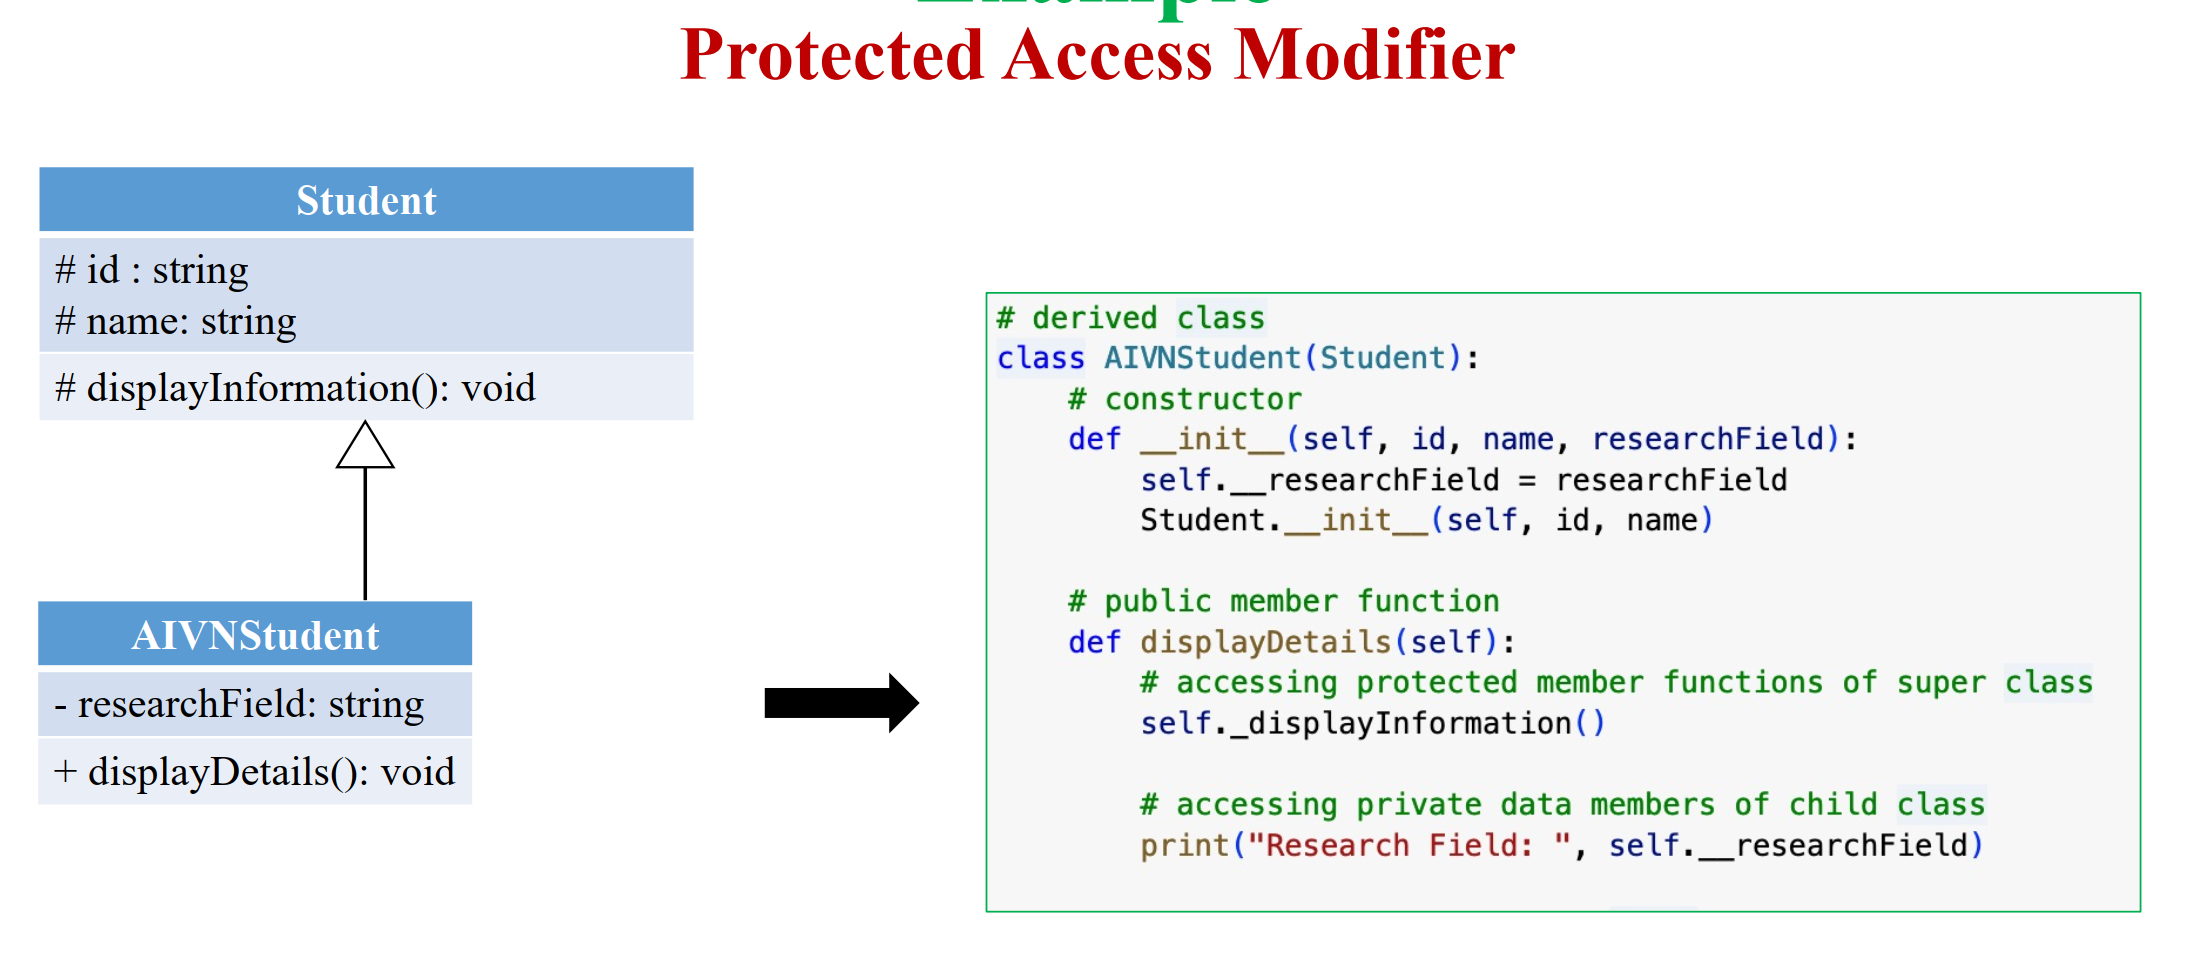 Protected Access Modifier
Student
# id : string
# name: string
# displayInformation(): void
AIVNStudent
- researchField: string
+ displayDetails(): void
# derived class
class AIVNStudent(Student):
    # constructor
    def __init__(self, id, name, researchField):
        self.__researchField = researchField
        Student.__init__(self, id, name)
    # public member function
    def displayDetails(self):
        # accessing protected member functions of super class
        self._displayInformation()
        # accessing private data members of child class
        print("Research Field: ", self.__researchField)